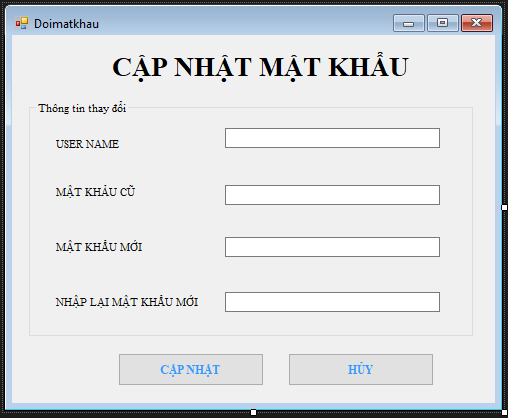 Doimatkhau
CẬP NHẬT MẬT KHẨU
Thông tin thay đổi
USER NAME
MẬT KHẨU CŨ
MẬT KHẨU MỚI
NHẬP LẠI MẬT KHẨU MỚI
CẬP NHẬT
HỦY